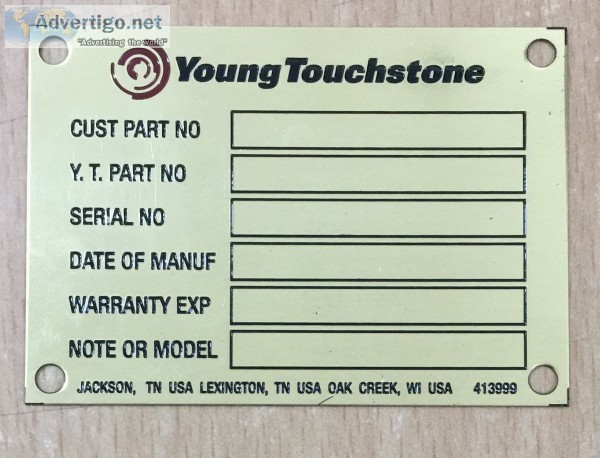 Advertigo.net
"Advertising the world"
Young Touchstone
CUST PART NO
Y. T. PART NO
SERIAL NO
DATE OF MANUF
WARRANTY EXP
NOTE OR MODEL
JACKSON, TN USA LEXINGTON, TN USA OAK CREEK, WI USA 413999